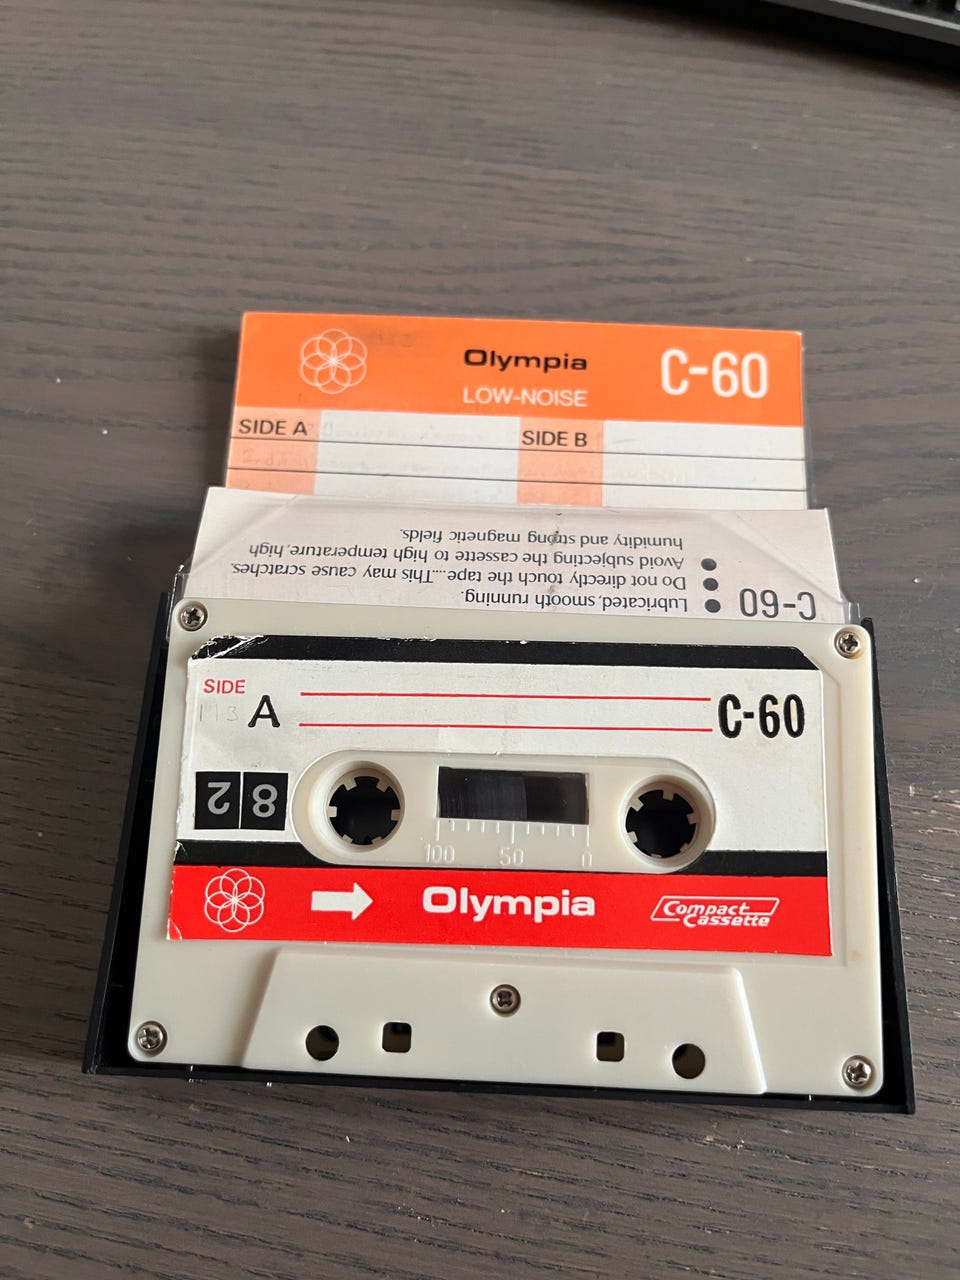 Olympia
C-60
LOW-NOISE
SIDE A
SIDE B
C-60
● Lubricated, smooth running.
● Do not directly touch the tape....This may cause scratches.
● Avoid subjecting the cassette to high temperature, high
humidity and strong magnetic fields.
SIDE
A
C-60
82
100 50 0
Olympia
Compact
Cassette